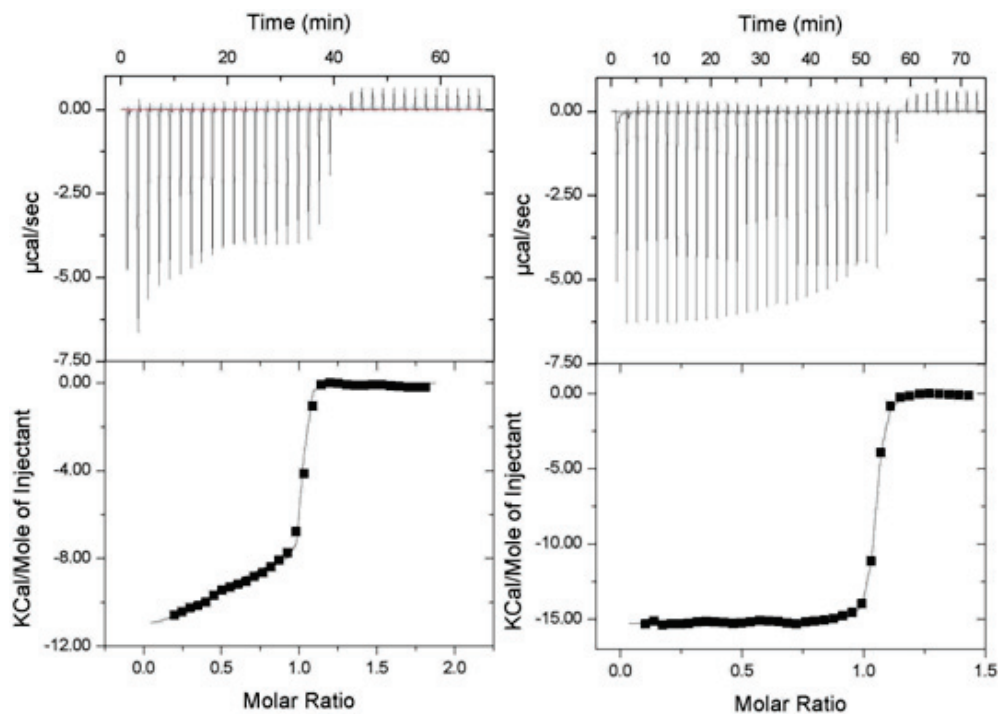 Time (min)
0 20 40 60
0.00
-2.50
-5.00
-7.50
µcal/sec
0.00
-4.00
-8.00
-12.00
KCal/Mole of Injectant
0.0 0.5 1.0 1.5 2.0
Molar Ratio
Time (min)
0 10 20 30 40 50 60 70
0.00
-2.50
-5.00
-7.50
µcal/sec
0.00
-5.00
-10.00
-15.00
KCal/Mole of Injectant
0.0 0.5 1.0 1.5
Molar Ratio